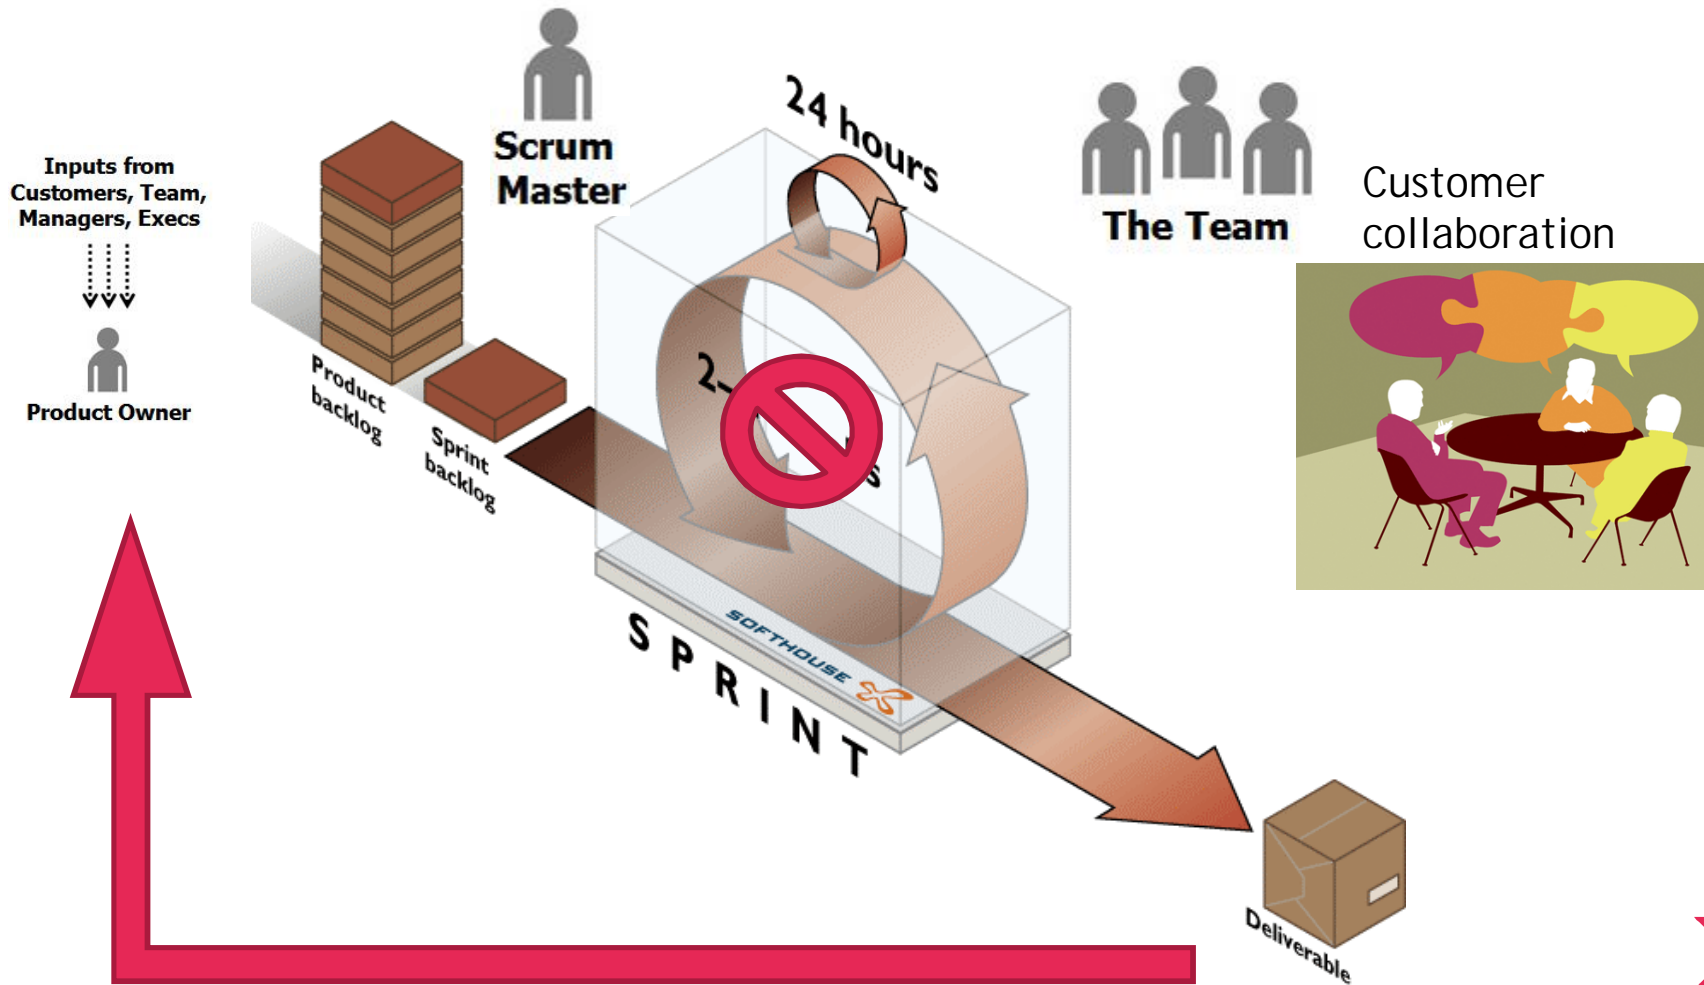 Inputs from
Customers, Team,
Managers, Execs
Product Owner
Product
backlog
Sprint
backlog
Scrum
Master
24 hours
2-
s
SPRINT
SOFTHOUSE
The Team
Customer
collaboration
Deliverable